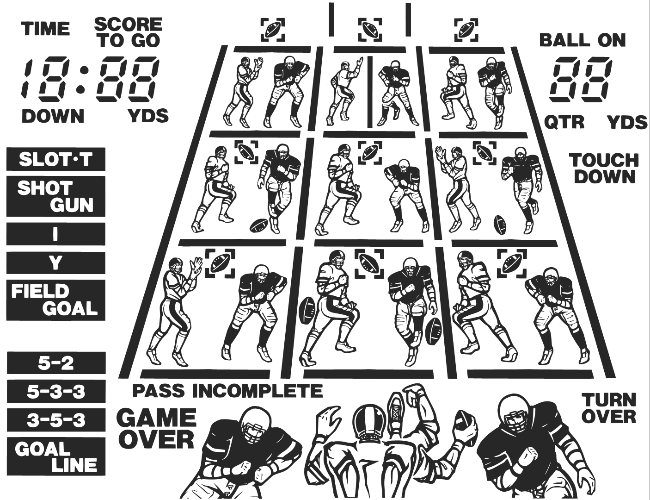 TIME
SCORE
TO GO
18:88
DOWN
YDS
BALL ON
88
QTR
YDS
TOUCH
DOWN
SLOT·T
SHOT
GUN
I
Y
FIELD
GOAL
5-2
5-3-3
3-5-3
GOAL
LINE
PASS INCOMPLETE
GAME
OVER
TURN
OVER